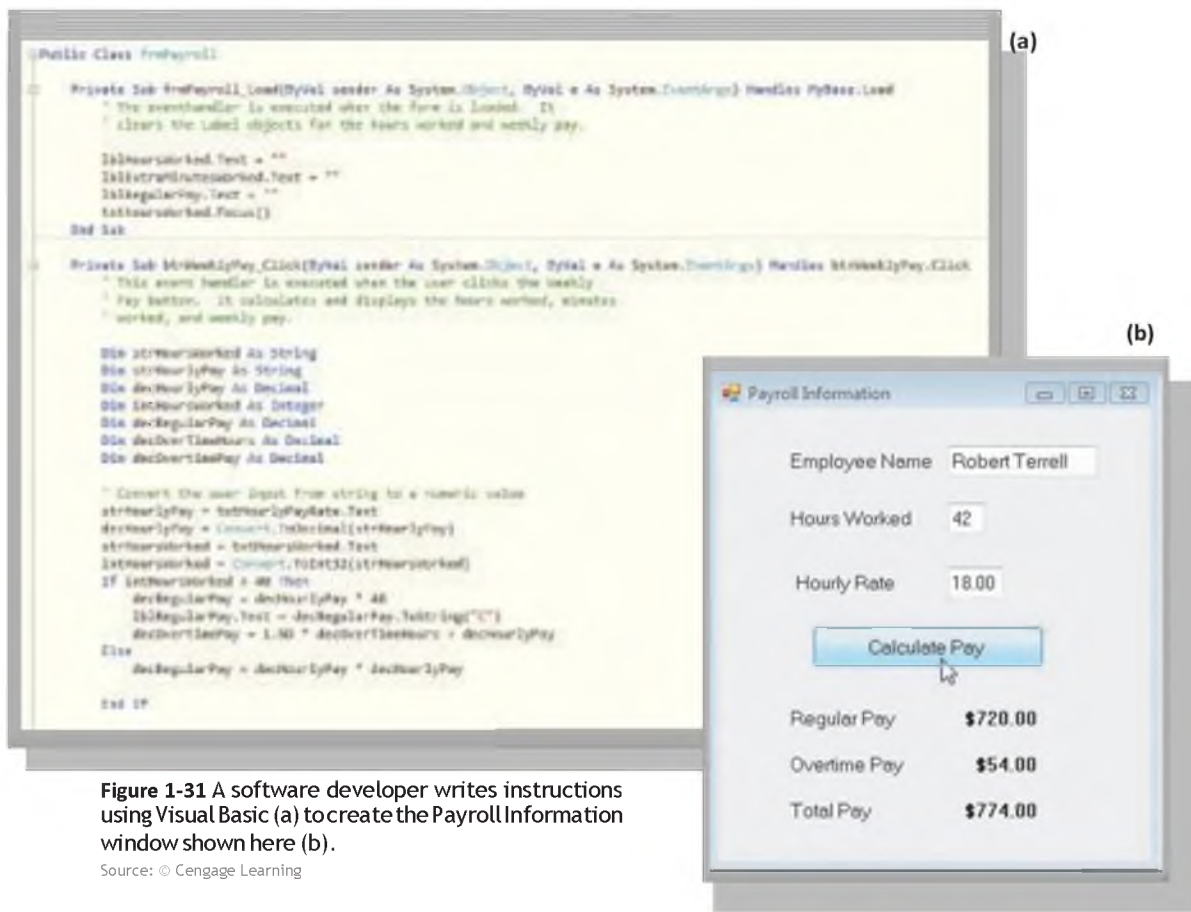 (a)
Public Class frmPayroll
Private Sub frmPayroll_Load(ByVal sender As System.Object, ByVal e As System.EventArgs) Handles MyBase.Load
' The eventhandler is executed when the form is loaded. It
' clears the Label objects for the hours worked and weekly pay.
lblHoursWorked.Text = ""
lblExtraMinutesWorked.Text = ""
lblRegularPay.Text = ""
txtHoursWorked.Focus()
End Sub
Private Sub btnWeeklyPay_Click(ByVal sender As System.Object, ByVal e As System.EventArgs) Handles btnWeeklyPay.Click
' This event handler is executed when the user clicks the Weekly
' Pay button. It calculates and displays the hours worked, minutes
' worked, and weekly pay.
Dim strHoursWorked As String
Dim strHourlyPay As String
Dim decHourlyPay As Decimal
Dim intHoursWorked As Integer
Dim decRegularPay As Decimal
Dim decOverTimeHours As Decimal
Dim decOvertimePay As Decimal
' Convert the user input from string to a numeric value
strHourlyPay = txtHourlyPayRate.Text
decHourlyPay = Convert.ToDecimal(strHourlyPay)
strHoursWorked = txtHoursWorked.Text
intHoursWorked = Convert.ToInt32(strHoursWorked)
If intHoursWorked > 40 Then
decRegularPay = decHourlyPay * 40
lblRegularPay.Text = decRegularPay.ToString("C")
decOvertimePay = 1.50 * decOverTimeHours * decHourlyPay
Else
decRegularPay = decHourlyPay * decHourlyPay
End If
(b)
Payroll Information
Employee Name Robert Terrell
Hours Worked 42
Hourly Rate 18.00
Calculate Pay
Regular Pay $720.00
Overtime Pay $54.00
Total Pay $774.00
Figure 1-31 A software developer writes instructions
using Visual Basic (a) to create the Payroll Information
window shown here (b).
Source: © Cengage Learning